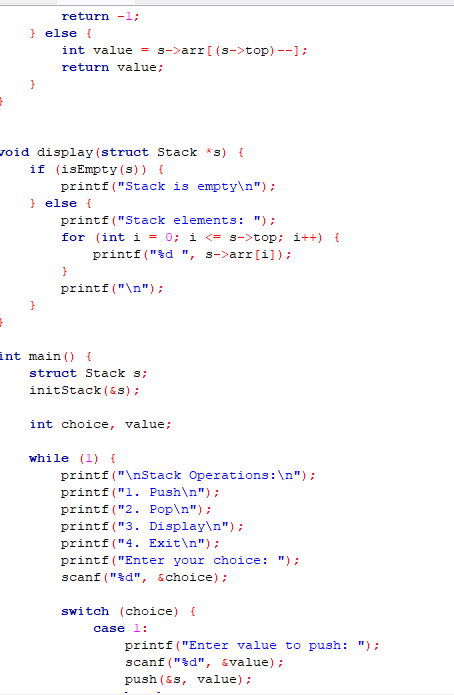 return -1;
} else {
int value = s->arr[(s->top)--];
return value;
}
}
void display(struct Stack *s) {
if (isEmpty(s)) {
printf("Stack is empty\n");
} else {
printf("Stack elements: ");
for (int i = 0; i <= s->top; i++) {
printf("%d ", s->arr[i]);
}
printf("\n");
}
}
int main() {
struct Stack s;
initStack(&s);
int choice, value;
while (1) {
printf("\nStack Operations:\n");
printf("1. Push\n");
printf("2. Pop\n");
printf("3. Display\n");
printf("4. Exit\n");
printf("Enter your choice: ");
scanf("%d", &choice);
switch (choice) {
case 1:
printf("Enter value to push: ");
scanf("%d", &value);
push(&s, value);